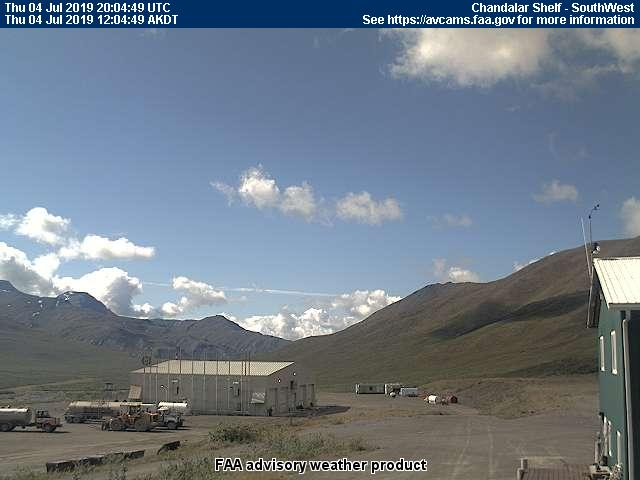 Thu 04 Jul 2019 20:04:49 UTC
Chandalar Shelf - SouthWest
Thu 04 Jul 2019 12:04:49 AKDT
See https://avcams.faa.gov for more information
FAA advisory weather product